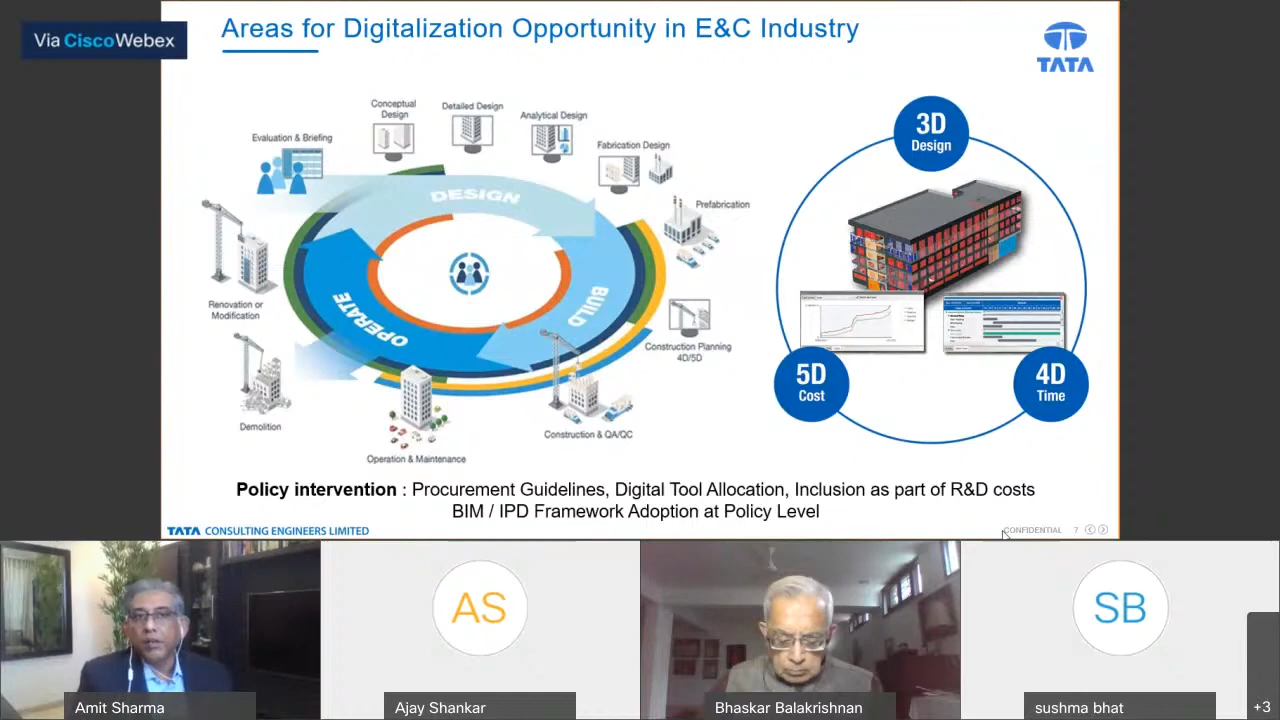 Via CiscoWebex
Areas for Digitalization Opportunity in E&C Industry
TATA
Conceptual
Design
Detailed Design
Analytical Design
Evaluation & Briefing
Fabrication Design
Prefabrication
DESIGN
BUILD
OPERATE
Renovation or
Modification
Construction Planning
4D/5D
Demolition
Construction & QA/QC
Operation & Maintenance
3D
Design
5D
Cost
4D
Time
Policy intervention : Procurement Guidelines, Digital Tool Allocation, Inclusion as part of R&D costs
BIM / IPD Framework Adoption at Policy Level
TATA CONSULTING ENGINEERS LIMITED
CONFIDENTIAL 7
AS
SB
Amit Sharma
Ajay Shankar
Bhaskar Balakrishnan
sushma bhat
+3